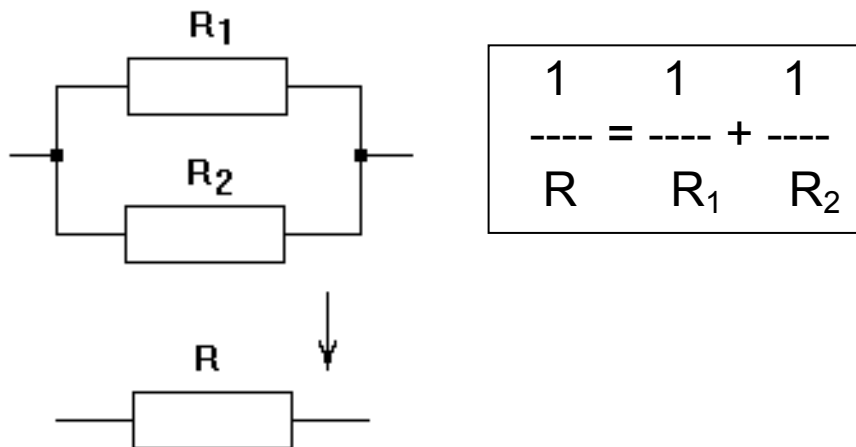 R₁
R₂
R
1 1 1
---- = ---- + ----
R R₁ R₂